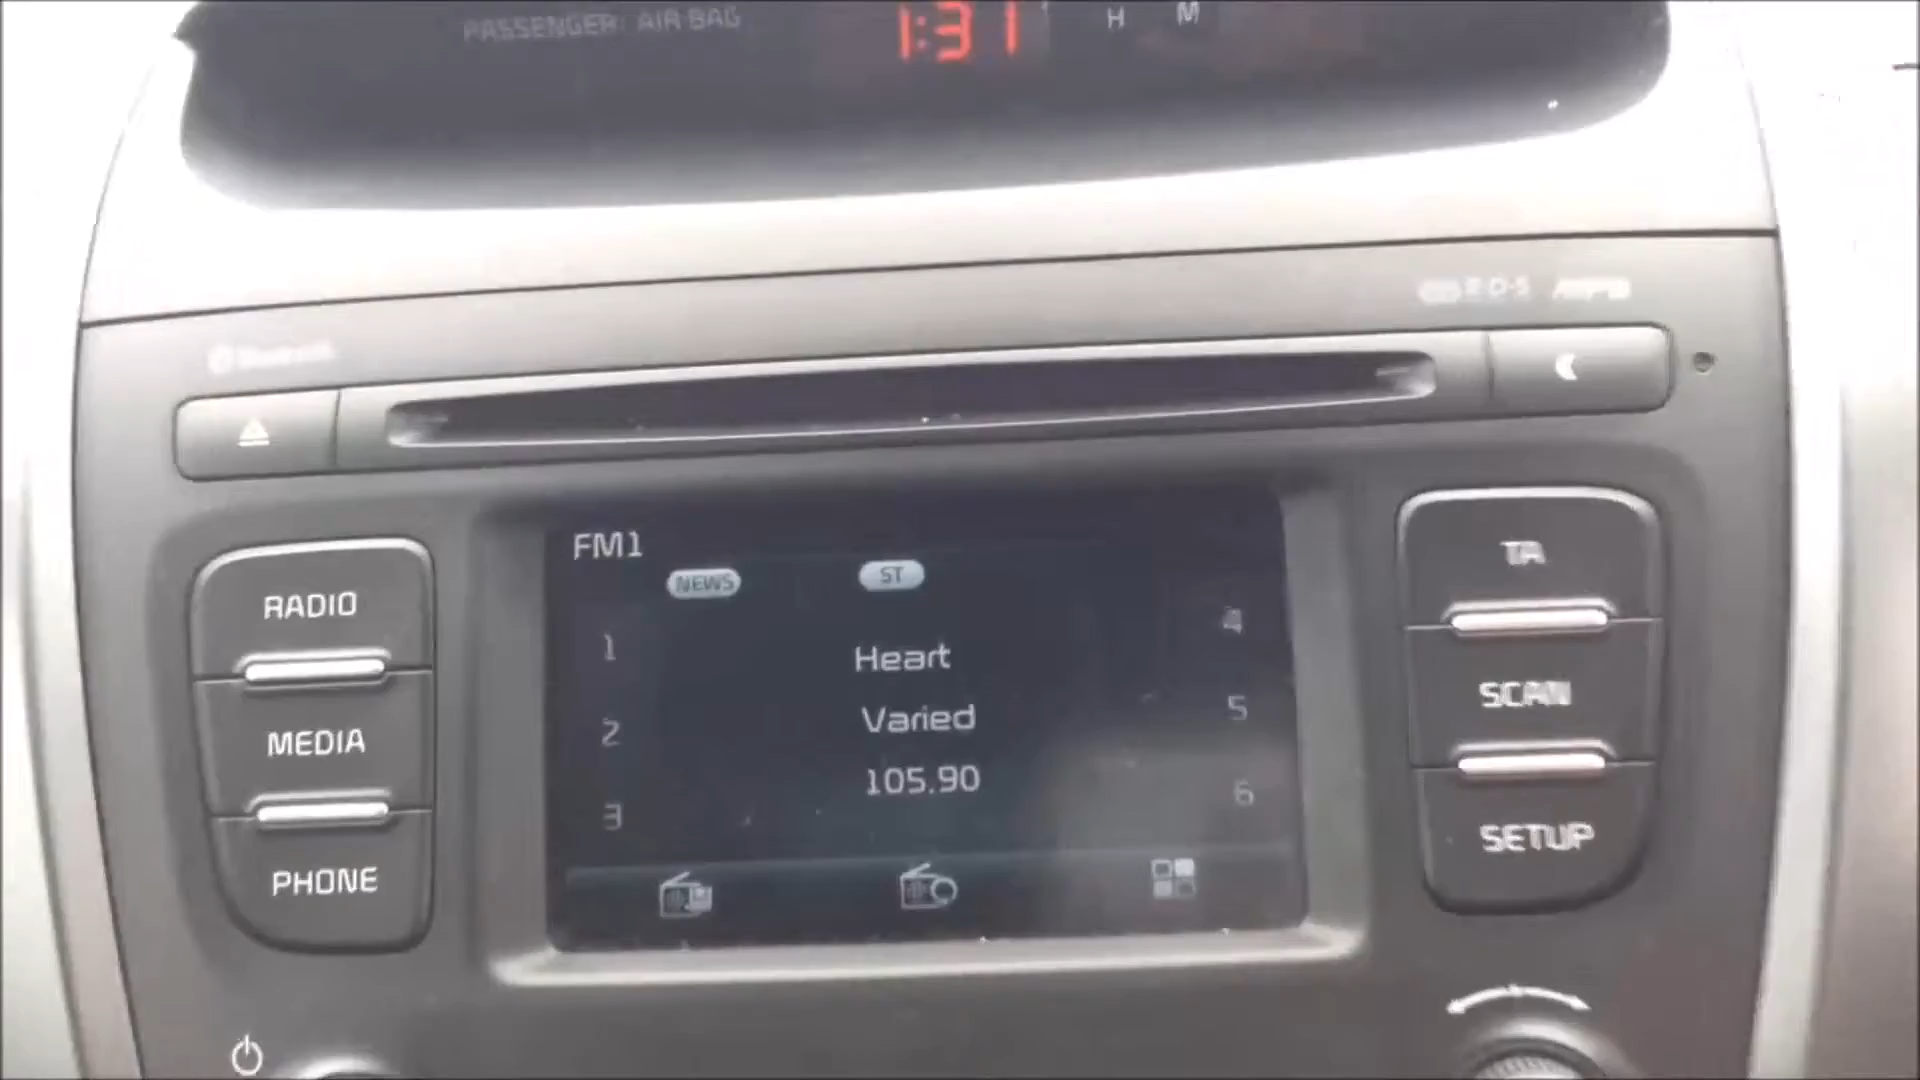 PASSENGER AIR BAG
1:31
H M
R·D·S
RADIO
MEDIA
PHONE
FM1
NEWS ST
1
2
3
Heart
Varied
105.90
4
5
6
TA
SCAN
SETUP